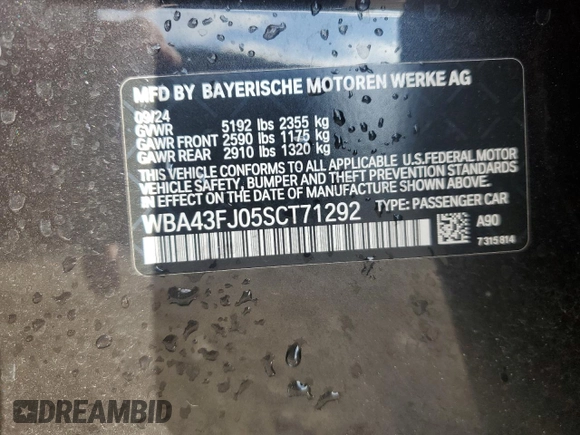 MFD BY BAYERISCHE MOTOREN WERKE AG
09/24
GVWR 5192 lbs 2355 kg
GAWR FRONT 2590 lbs 1175 kg
GAWR REAR 2910 lbs 1320 kg
THIS VEHICLE CONFORMS TO ALL APPLICABLE U.S.FEDERAL MOTOR
VEHICLE SAFETY, BUMPER AND THEFT PREVENTION STANDARDS
IN EFFECT ON THE DATE OF MANUFACTURE SHOWN ABOVE.
WBA43FJ05SCT71292 TYPE: PASSENGER CAR
A90
7315814
DREAMBID